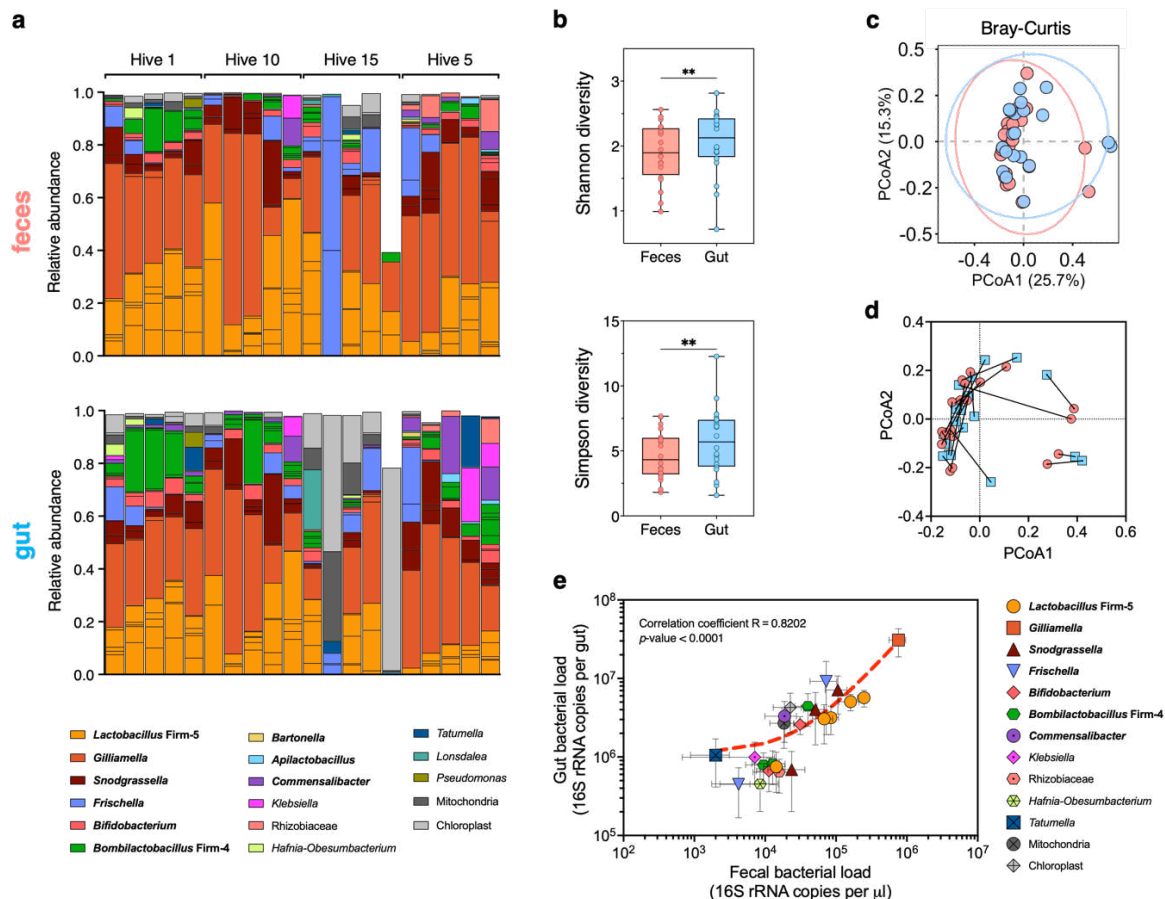 a
Hive 1
Hive 10
Hive 15
Hive 5
feces
Relative abundance
1.0
0.8
0.6
0.4
0.2
0.0
gut
Relative abundance
1.0
0.8
0.6
0.4
0.2
0.0
Lactobacillus Firm-5
Gilliamella
Snodgrassella
Frischella
Bifidobacterium
Bombilactobacillus Firm-4
Bartonella
Apilactobacillus
Commensalibacter
Klebsiella
Rhizobiaceae
Hafnia-Obesumbacterium
Tatumella
Lonsdalea
Pseudomonas
Mitochondria
Chloroplast
b
Shannon diversity
3
2
1
**
Feces
Gut
Simpson diversity
15
10
5
0
**
Feces
Gut
c
Bray-Curtis
PCoA2 (15.3%)
0.5
0.2
0.0
-0.2
-0.5
-0.4
0.0
0.4
PCoA1 (25.7%)
d
PCoA2
0.4
0.2
0.0
-0.2
-0.4
-0.2
0.0
0.2
0.4
0.6
PCoA1
e
Correlation coefficient R = 0.8202
p-value < 0.0001
Gut bacterial load
(16S rRNA copies per gut)
10⁸
10⁷
10⁶
10⁵
10²
10³
10⁴
10⁵
10⁶
10⁷
Fecal bacterial load
(16S rRNA copies per µl)
Lactobacillus Firm-5
Gilliamella
Snodgrassella
Frischella
Bifidobacterium
Bombilactobacillus Firm-4
Commensalibacter
Klebsiella
Rhizobiaceae
Hafnia-Obesumbacterium
Tatumella
Mitochondria
Chloroplast